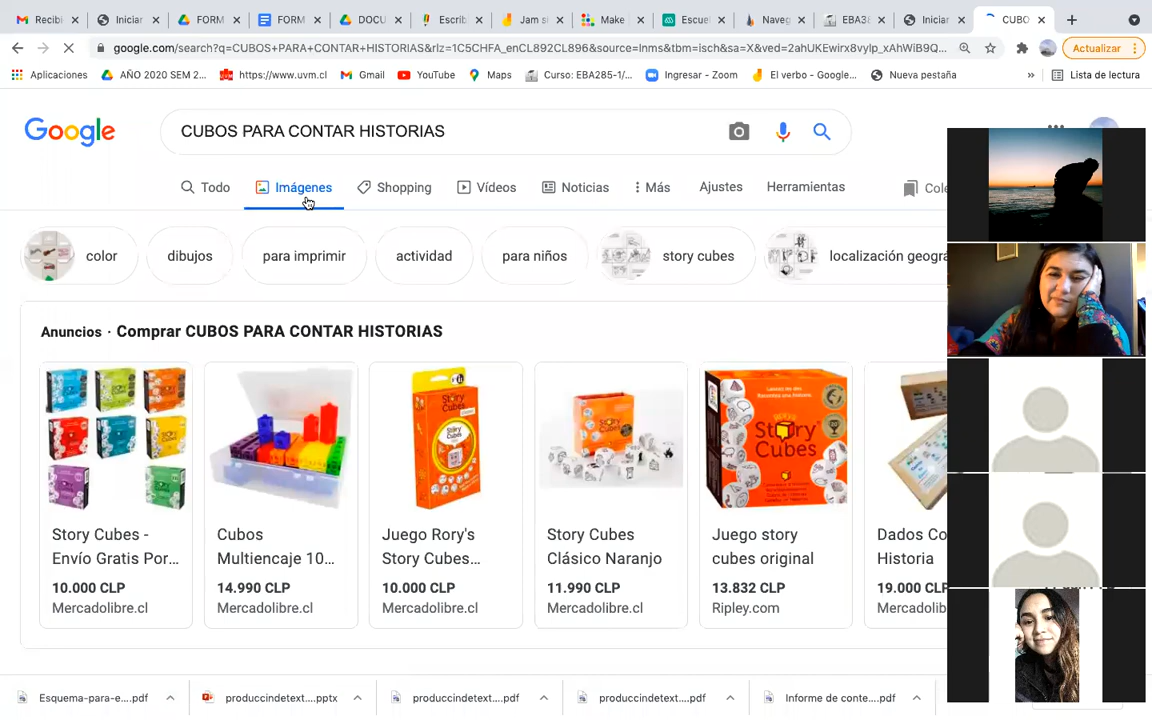 Recibi
Iniciar
FORM
FORM
DOCU
Escrib
Jam si
Make
Escuel
Naveg
EBA38
Iniciar
CUBO
google.com/search?q=CUBOS+PARA+CONTAR+HISTORIAS&rlz=1C5CHFA_enCL892CL896&source=lnms&tbm=isch&sa=X&ved=2ahUKEwirx8vylp_xAhWiB9Q...
Actualizar
Aplicaciones
AÑO 2020 SEM 2...
https://www.uvm.cl
Gmail
YouTube
Maps
Curso: EBA285-1/...
Ingresar - Zoom
El verbo - Google...
Nueva pestaña
»
Lista de lectura
Google
CUBOS PARA CONTAR HISTORIAS
Todo
Imágenes
Shopping
Vídeos
Noticias
Más
Ajustes
Herramientas
Cole
color
dibujos
para imprimir
actividad
para niños
story cubes
localización geogra
Anuncios · Comprar CUBOS PARA CONTAR HISTORIAS
Story Cubes
Story Cubes
Story Cubes -
Envío Gratis Por...
10.000 CLP
Mercadolibre.cl
Cubos
Multiencaje 10...
14.990 CLP
Mercadolibre.cl
Juego Rory's
Story Cubes...
10.000 CLP
Mercadolibre.cl
Story Cubes
Clásico Naranjo
11.990 CLP
Mercadolibre.cl
Juego story
cubes original
13.832 CLP
Ripley.com
Dados Co
Historia
19.000 CL
Mercadolib
Esquema-para-e....pdf
produccindetext....pptx
produccindetext....pdf
produccindetext....pdf
Informe de conte....pdf